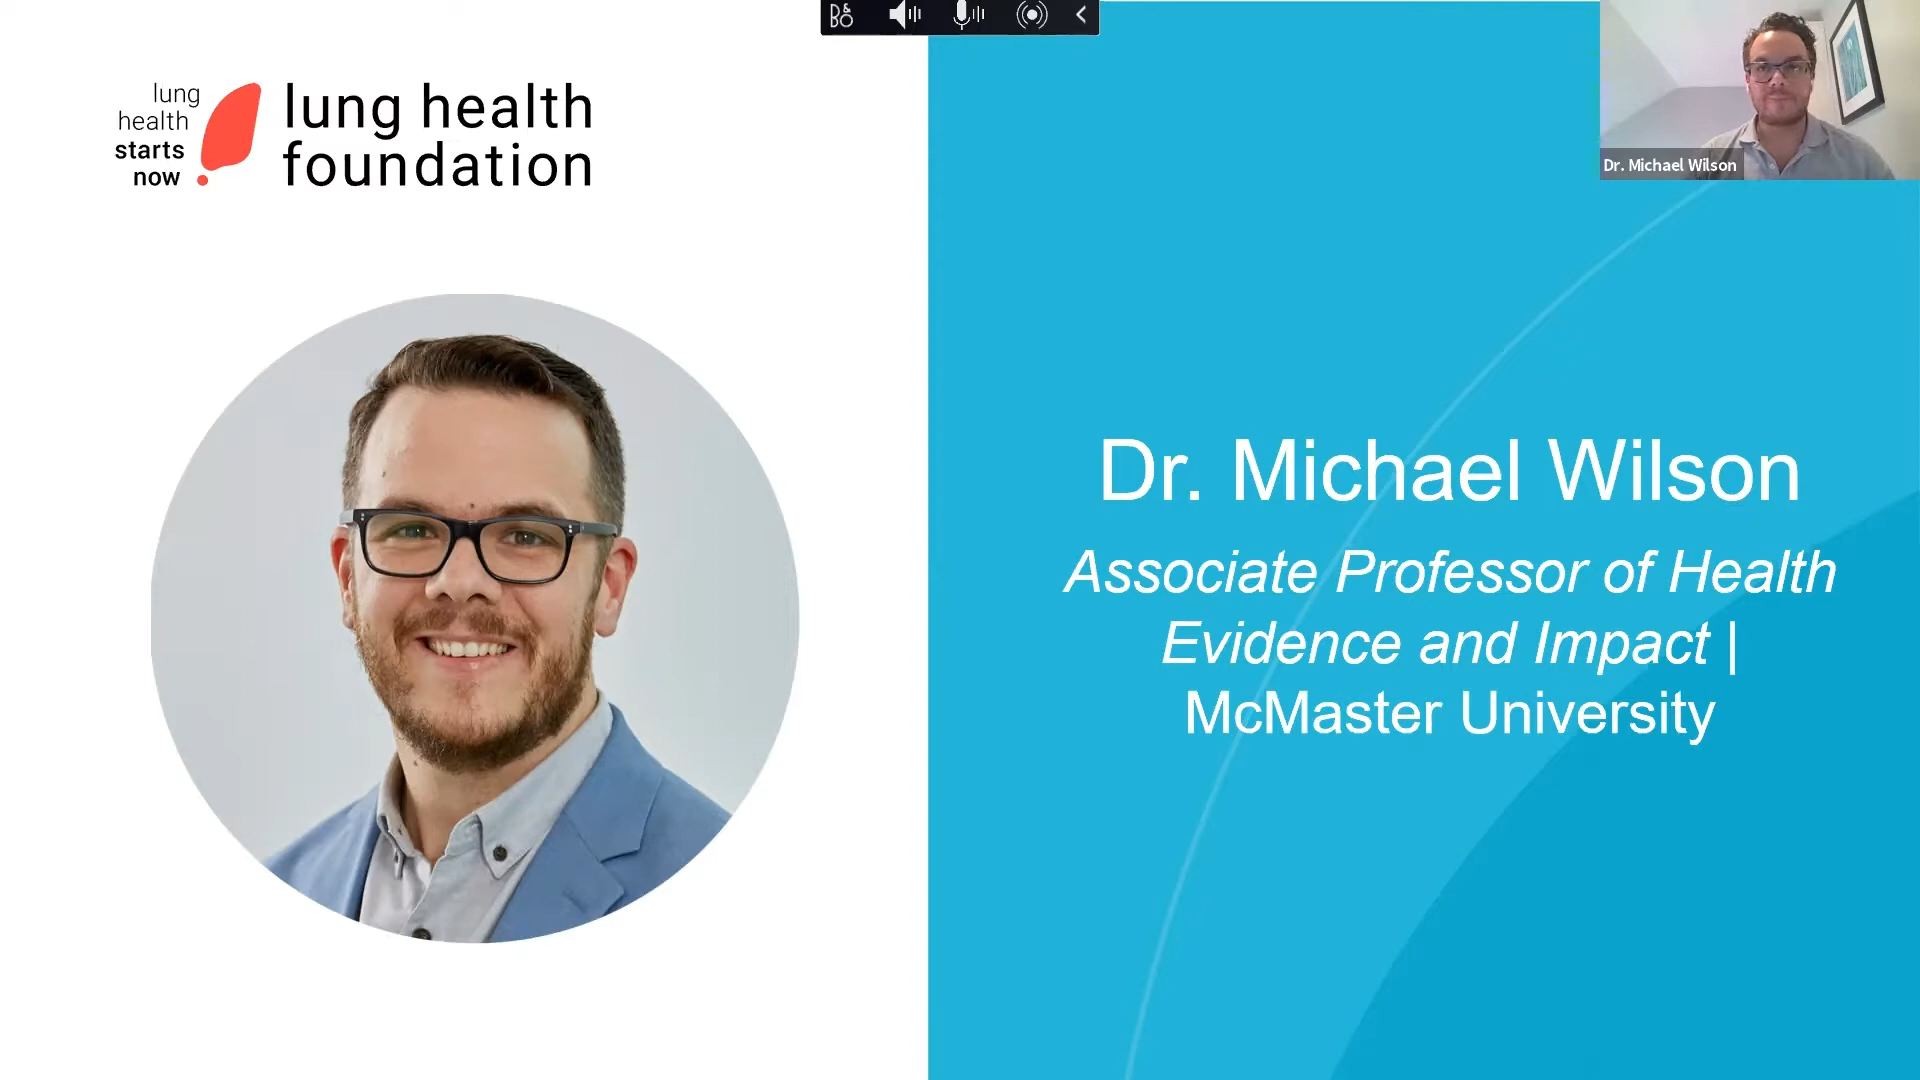 B&O
lung
health
starts
now
lung health
foundation
Dr. Michael Wilson
Dr. Michael Wilson
Associate Professor of Health
Evidence and Impact |
McMaster University